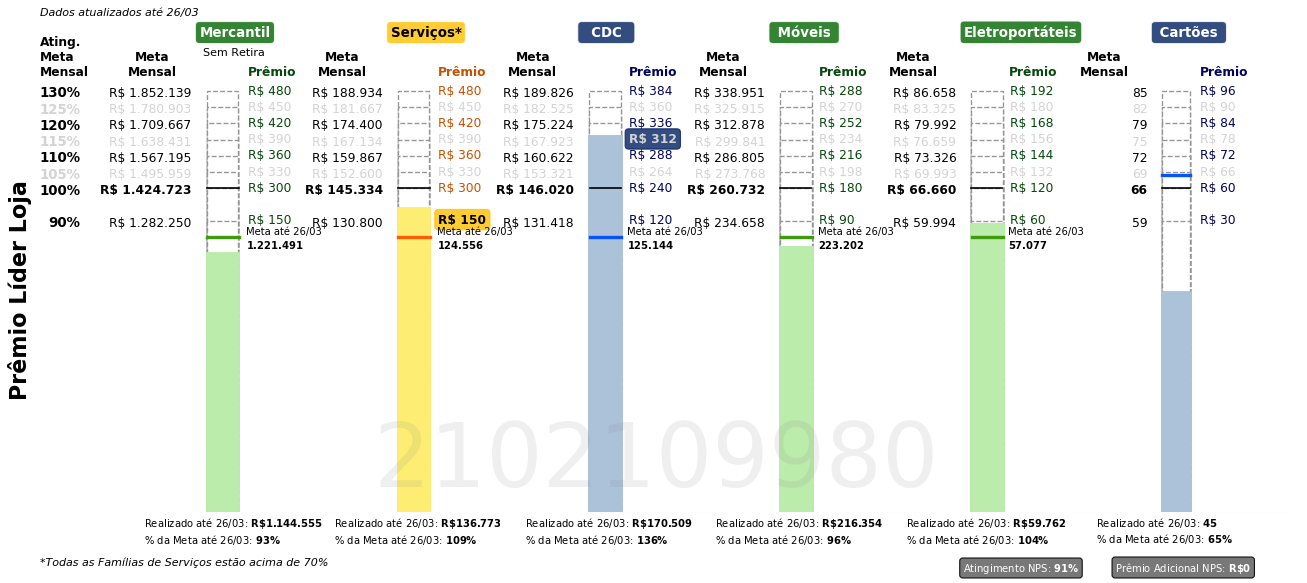 Dados atualizados até 26/03
Mercantil Serviços* CDC Móveis Eletroportáteis Cartões
Sem Retira
Ating. Meta Mensal
Meta Mensal Prêmio Meta Mensal Prêmio Meta Mensal Prêmio Meta Mensal Prêmio Meta Mensal Prêmio Meta Mensal Prêmio
130% R$ 1.852.139 R$ 480 R$ 188.934 R$ 480 R$ 189.826 R$ 384 R$ 338.951 R$ 288 R$ 86.658 R$ 192 85 R$ 96
125% R$ 1.780.903 R$ 450 R$ 181.667 R$ 450 R$ 182.525 R$ 360 R$ 325.915 R$ 270 R$ 83.325 R$ 180 82 R$ 90
120% R$ 1.709.667 R$ 420 R$ 174.400 R$ 420 R$ 175.224 R$ 336 R$ 312.878 R$ 252 R$ 79.992 R$ 168 79 R$ 84
115% R$ 1.638.431 R$ 390 R$ 167.134 R$ 390 R$ 167.923 R$ 312 R$ 299.841 R$ 234 R$ 76.659 R$ 156 75 R$ 78
110% R$ 1.567.195 R$ 360 R$ 159.867 R$ 360 R$ 160.622 R$ 288 R$ 286.805 R$ 216 R$ 73.326 R$ 144 72 R$ 72
105% R$ 1.495.959 R$ 330 R$ 152.600 R$ 330 R$ 153.321 R$ 264 R$ 273.768 R$ 198 R$ 69.993 R$ 132 69 R$ 66
100% R$ 1.424.723 R$ 300 R$ 145.334 R$ 300 R$ 146.020 R$ 240 R$ 260.732 R$ 180 R$ 66.660 R$ 120 66 R$ 60
90% R$ 1.282.250 R$ 150 R$ 130.800 R$ 150 R$ 131.418 R$ 120 R$ 234.658 R$ 90 R$ 59.994 R$ 60 59 R$ 30
Meta até 26/03 Meta até 26/03 Meta até 26/03 Meta até 26/03 Meta até 26/03
1.221.491 124.556 125.144 223.202 57.077
Prêmio Líder Loja
2102109980
Realizado até 26/03: R$1.144.555 Realizado até 26/03: R$136.773 Realizado até 26/03: R$170.509 Realizado até 26/03: R$216.354 Realizado até 26/03: R$59.762 Realizado até 26/03: 45
% da Meta até 26/03: 93% % da Meta até 26/03: 109% % da Meta até 26/03: 136% % da Meta até 26/03: 96% % da Meta até 26/03: 104% % da Meta até 26/03: 65%
*Todas as Famílias de Serviços estão acima de 70%
Atingimento NPS: 91% Prêmio Adicional NPS: R$0